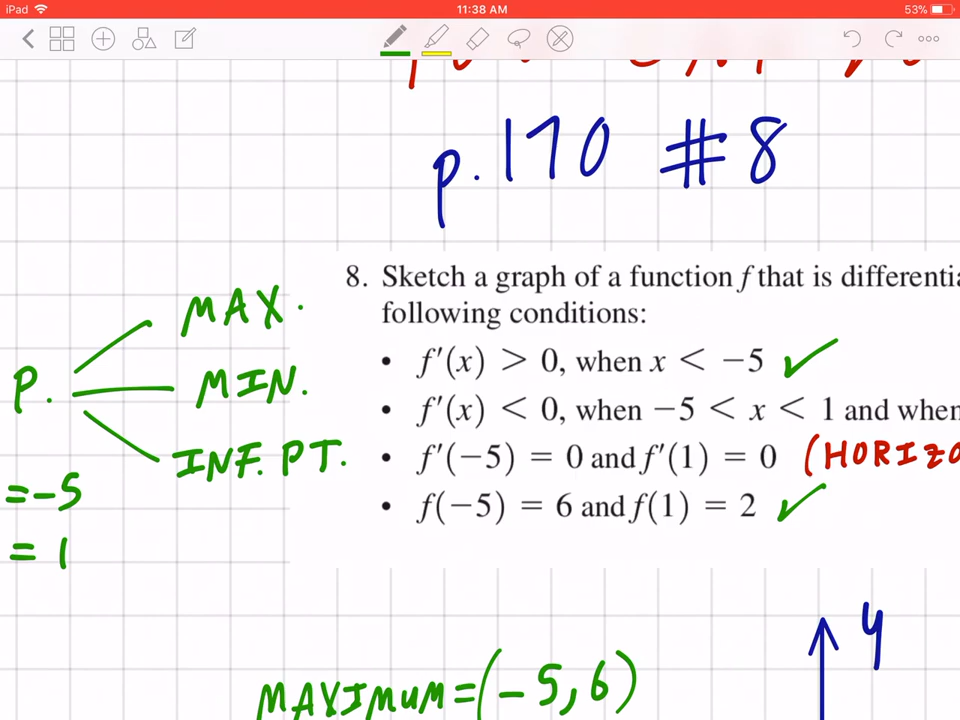 iPad 11:38 AM 53%
p.170 #8
8. Sketch a graph of a function f that is
following conditions:
• f'(x) > 0, when x < −5 ✓
• f'(x) < 0, when −5 < x < 1 and when
• f'(−5) = 0 and f'(1) = 0 (
• f(−5) = 6 and f(1) = 2 ✓
MAX.
P. MIN.
INF. PT.
=-5
= 1
MAXIMUM=(-5,6)
y